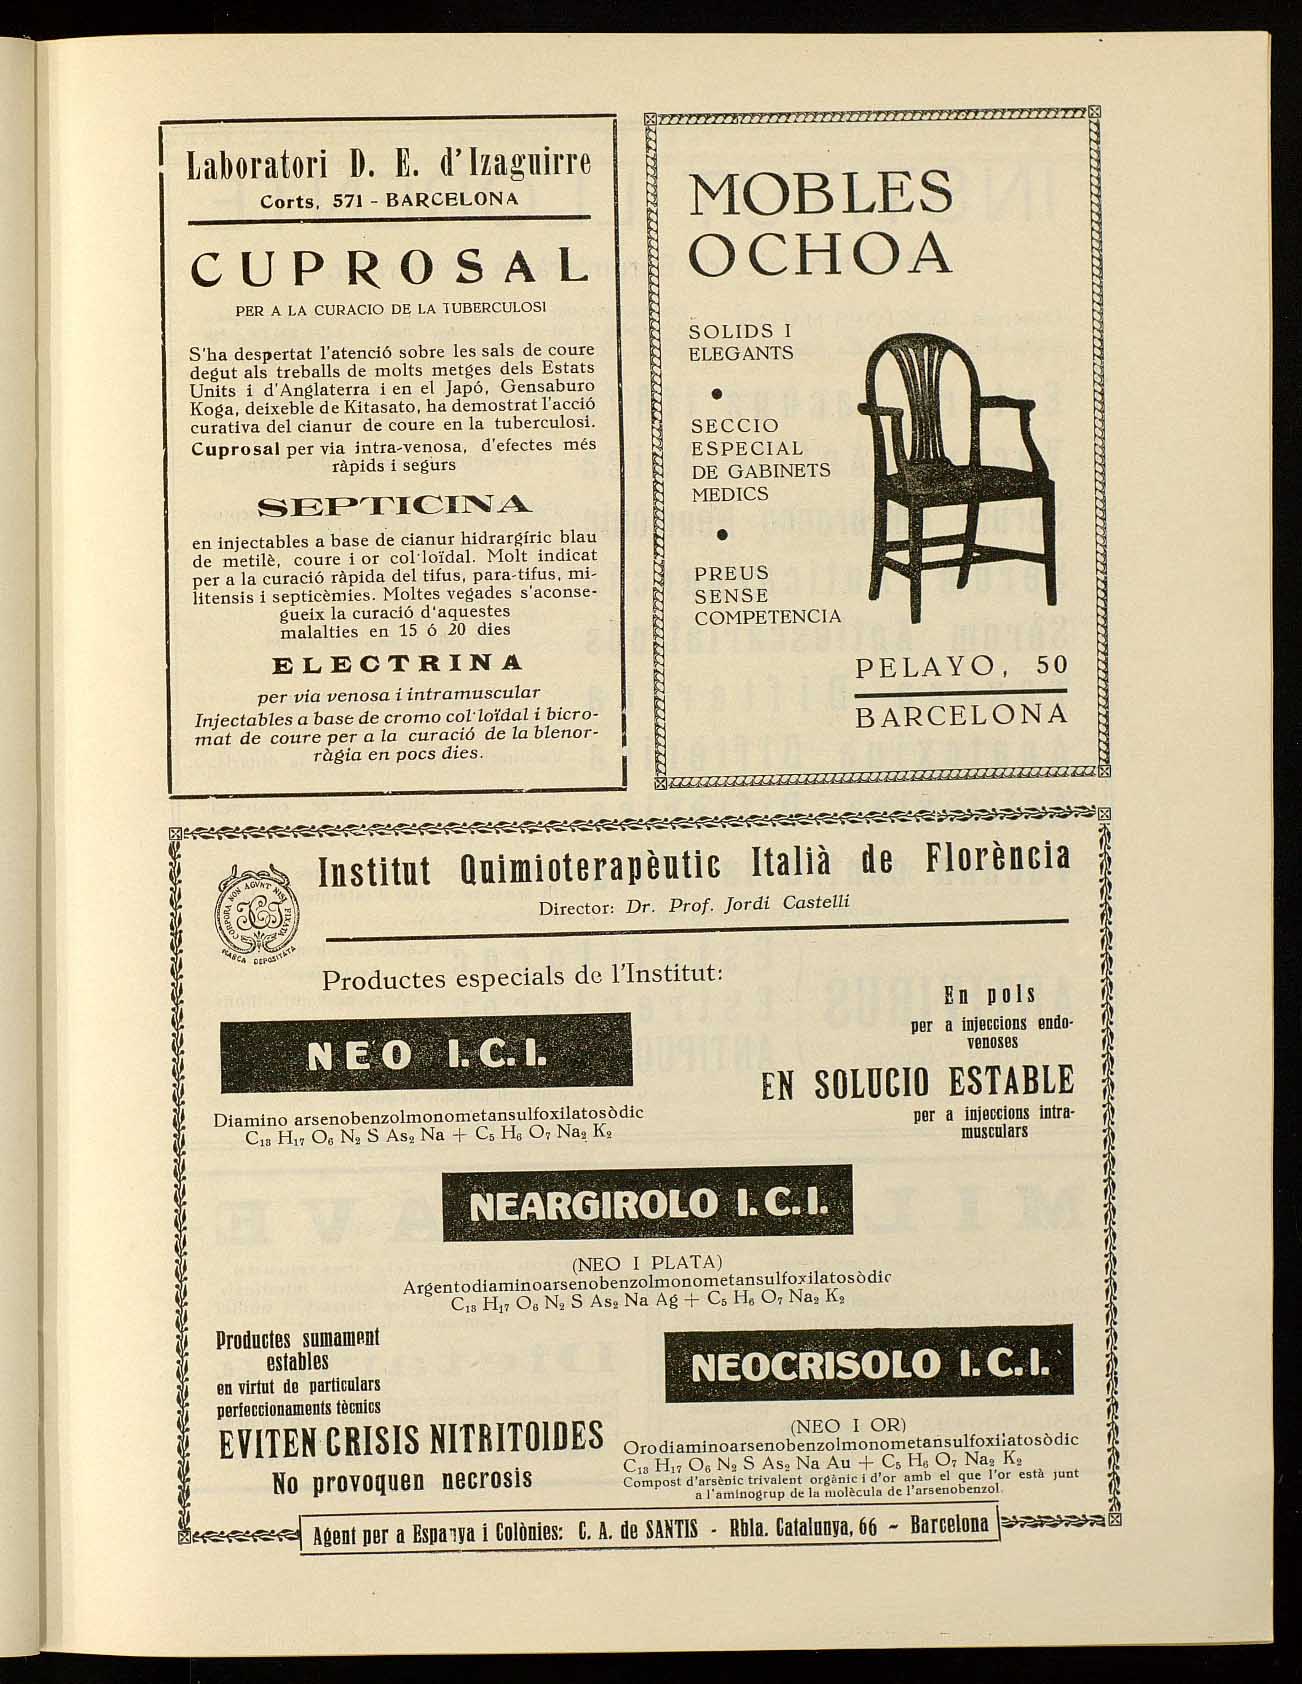 Laboratori D. E. d'Izaguirre
Corts, 571 - BARCELONA
CUPROSAL
PER A LA CURACIO DE LA TUBERCULOSI
S'ha despertat l'atenció sobre les sals de coure
degut als treballs de molts metges dels Estats
Units i d'Anglaterra i en el Japó, Gensaburo
Koga, deixeble de Kitasato, ha demostrat l'acció
curativa del cianur de coure en la tuberculosi.
Cuprosal per via intra-venosa, d'efectes més
ràpids i segurs
SEPTICINA
en injectables a base de cianur hidrargíric blau
de metilè, coure i or col·loïdal. Molt indicat
per a la curació ràpida del tifus, para-tifus, mi-
litensis i septicèmies. Moltes vegades s'aconse-
gueix la curació d'aquestes
malalties en 15 ó 20 dies
ELECTRINA
per via venosa i intramuscular
Injectables a base de cromo col·loïdal i bicro-
mat de coure per a la curació de la blenor-
ràgia en pocs dies.
MOBLES
OCHOA
SOLIDS I
ELEGANTS
SECCIO
ESPECIAL
DE GABINETS
MEDICS
PREUS
SENSE
COMPETENCIA
PELAYO, 50
BARCELONA
Institut Quimioterapèutic Italià de Florència
Director: Dr. Prof. Jordi Castelli
CORPORA NON AGVNT NISI FIXATA
MARCA DEPOSITATA
Productes especials de l'Institut:
NEO I.C.I.
Diamino arsenobenzolmonometansulfoxilatosòdic
C₁₃ H₁₇ O₆ N₂ S As₂ Na + C₅ H₆ O₇ Na₂ K₂
En pols
per a injeccions endo-
venoses
EN SOLUCIO ESTABLE
per a injeccions intra-
musculars
NEARGIROLO I.C.I.
(NEO I PLATA)
Argentodiaminoarsenobenzolmonometansulfoxilatosòdic
C₁₃ H₁₇ O₆ N₂ S As₂ Na Ag + C₅ H₆ O₇ Na₂ K₂
Productes sumament
estables
en virtut de particulars
perfeccionaments tècnics
EVITEN CRISIS NITRITOIDES
No provoquen necrosis
NEOCRISOLO I.C.I.
(NEO I OR)
Orodiaminoarsenobenzolmonometansulfoxilatosòdic
C₁₃ H₁₇ O₆ N₂ S As₂ Na Au + C₅ H₆ O₇ Na₂ K₂
Compost d'arsènic trivalent orgànic i d'or amb el que l'or està junt
a l'aminogrup de la molècula de l'arsenobenzol.
Agent per a Espanya i Colònies: C. A. de SANTIS - Rbla. Catalunya, 66 - Barcelona